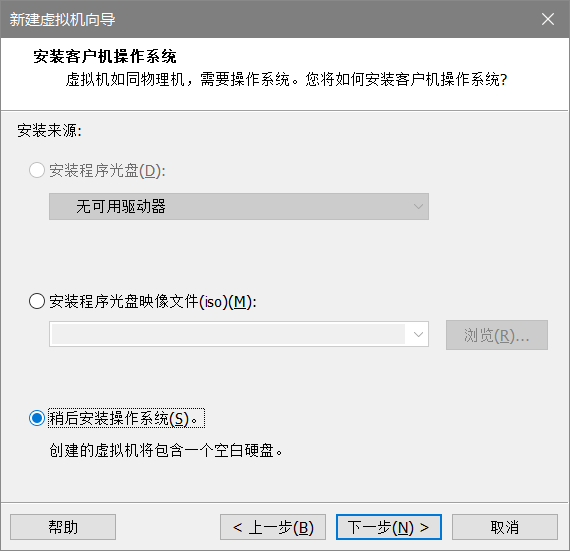 新建虚拟机向导
安装客户机操作系统
虚拟机如同物理机，需要操作系统。您将如何安装客户机操作系统?
安装来源:
安装程序光盘(D):
无可用驱动器
安装程序光盘映像文件(iso)(M):
浏览(R)...
稍后安装操作系统(S)。
创建的虚拟机将包含一个空白硬盘。
帮助
< 上一步(B)
下一步(N) >
取消